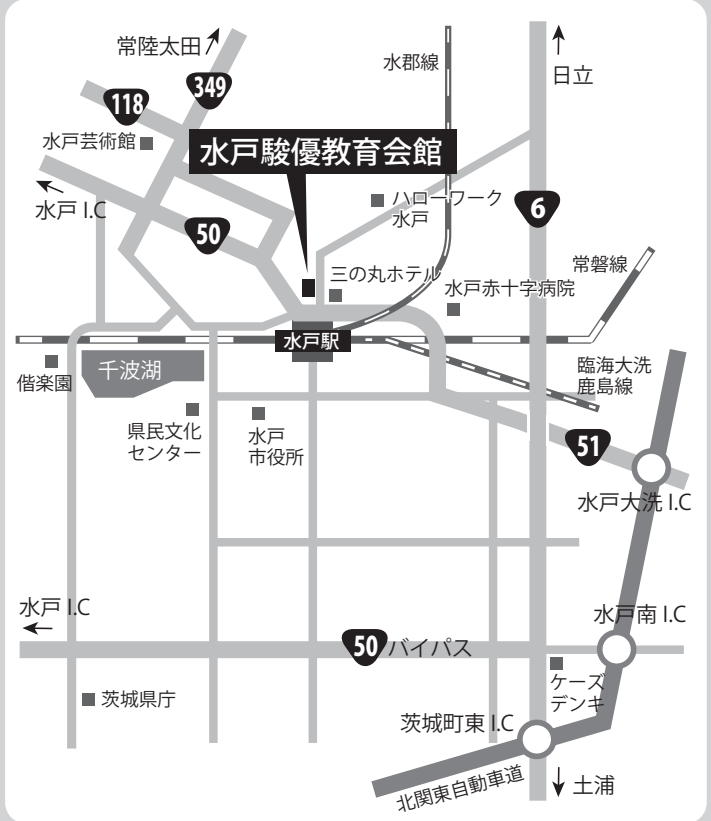 常陸太田
水郡線
日立
349
118
水戸芸術館
水戸駿優教育会館
ハローワーク
水戸
6
水戸 I.C
50
常磐線
三の丸ホテル
水戸赤十字病院
水戸駅
偕楽園
千波湖
臨海大洗
鹿島線
県民文化
センター
水戸
市役所
51
水戸大洗 I.C
水戸 I.C
水戸南 I.C
50 バイパス
ケーズ
デンキ
茨城県庁
茨城町東 I.C
北関東自動車道
土浦